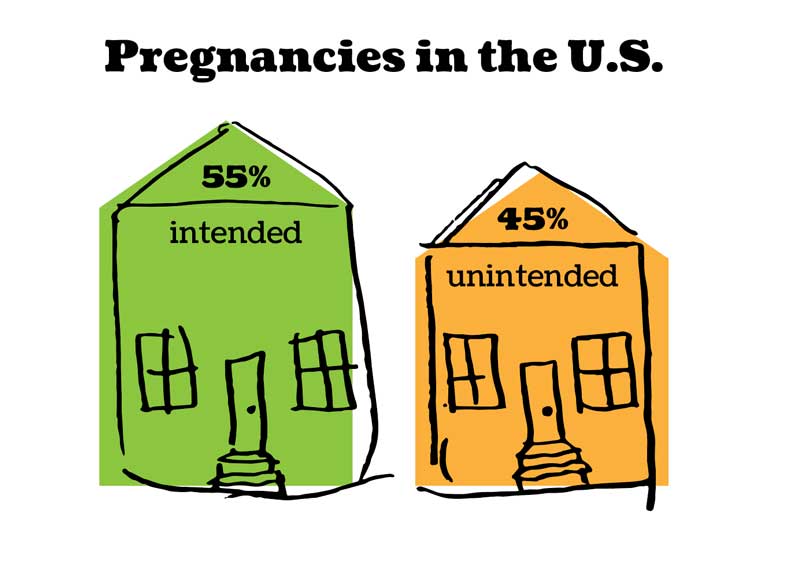 Pregnancies in the U.S.
55%
intended
45%
unintended